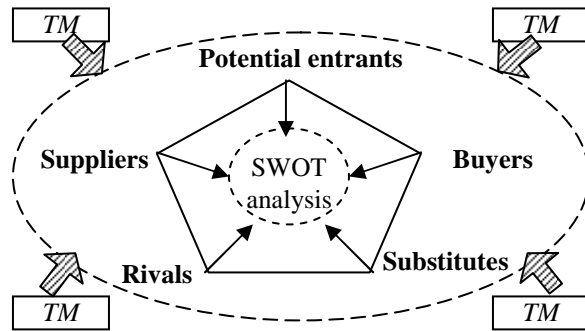 TM
TM
Potential entrants
Suppliers
SWOT
analysis
Buyers
Rivals
Substitutes
TM
TM